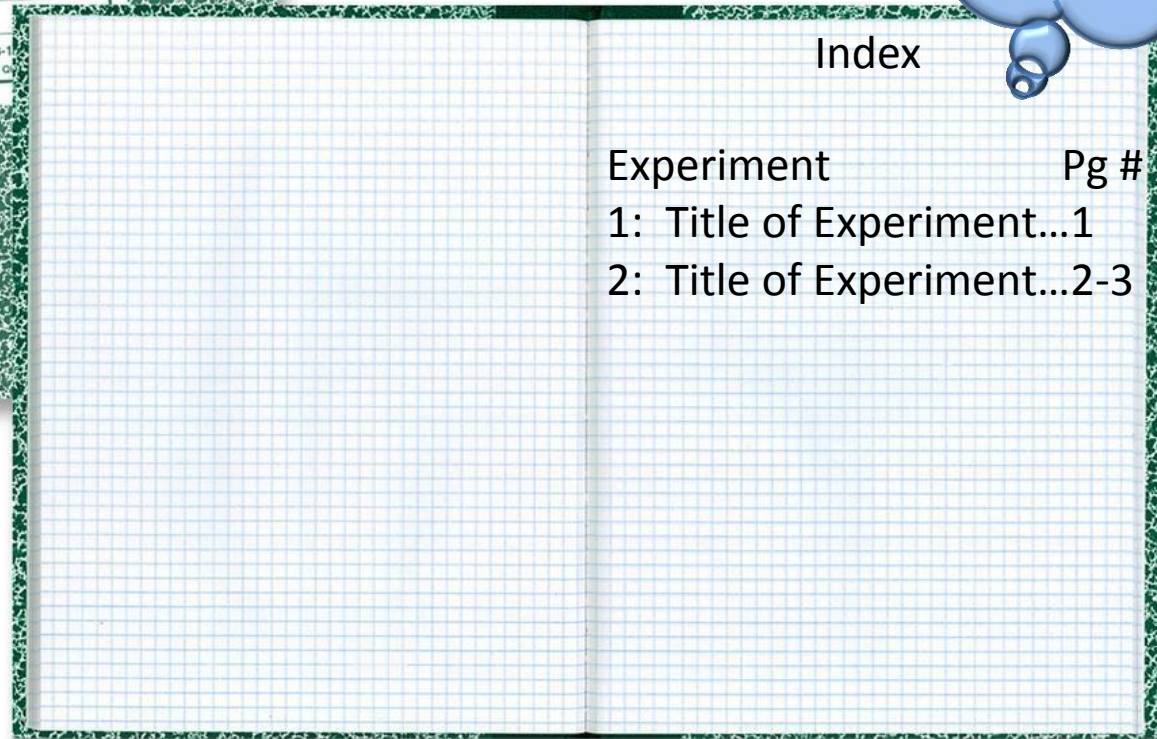 Index
Experiment Pg #
1: Title of Experiment...1
2: Title of Experiment...2-3